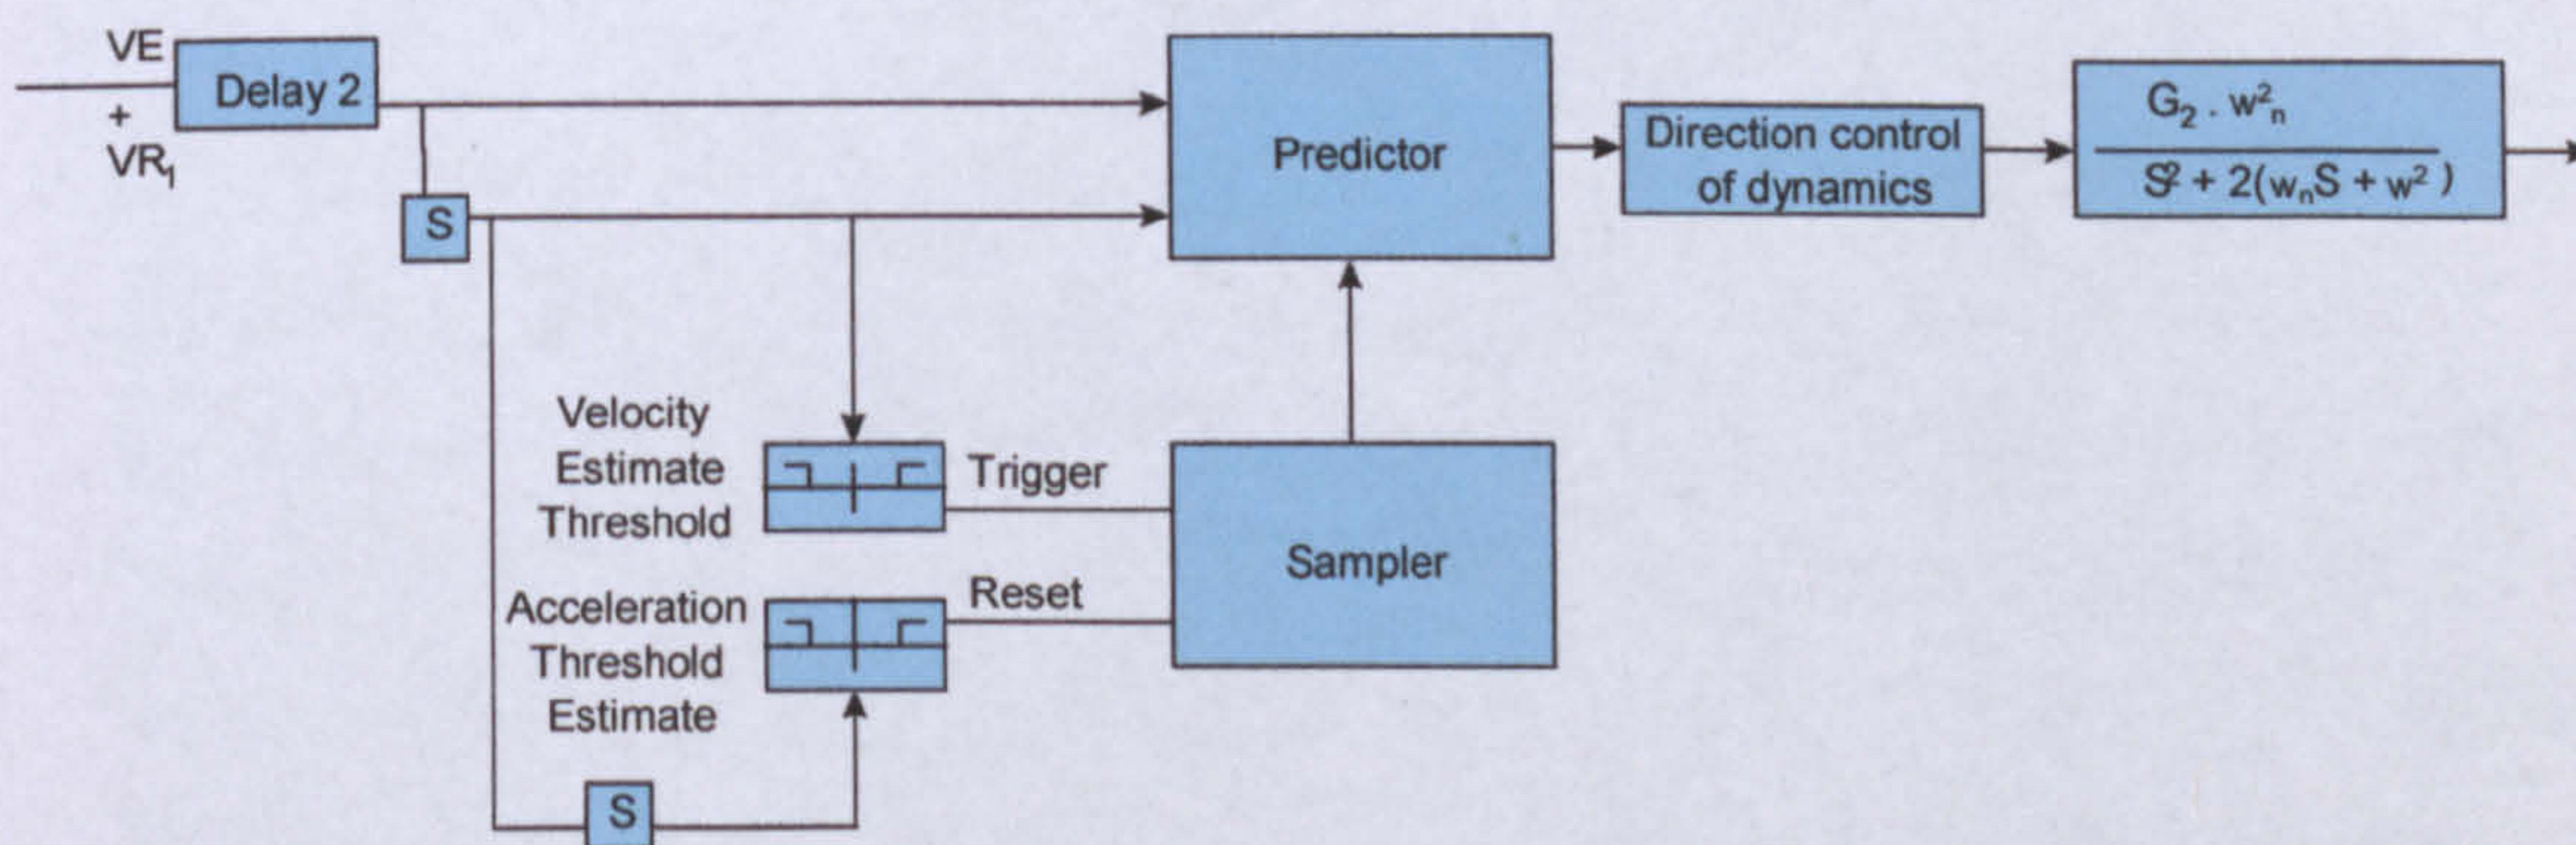 VE
+
VR₁
Delay 2
S
Predictor
Direction control
of dynamics
G₂ . w²ₙ
S² + 2(wₙS + w² )
Velocity
Estimate
Threshold
Trigger
Acceleration
Threshold
Estimate
Reset
Sampler
S